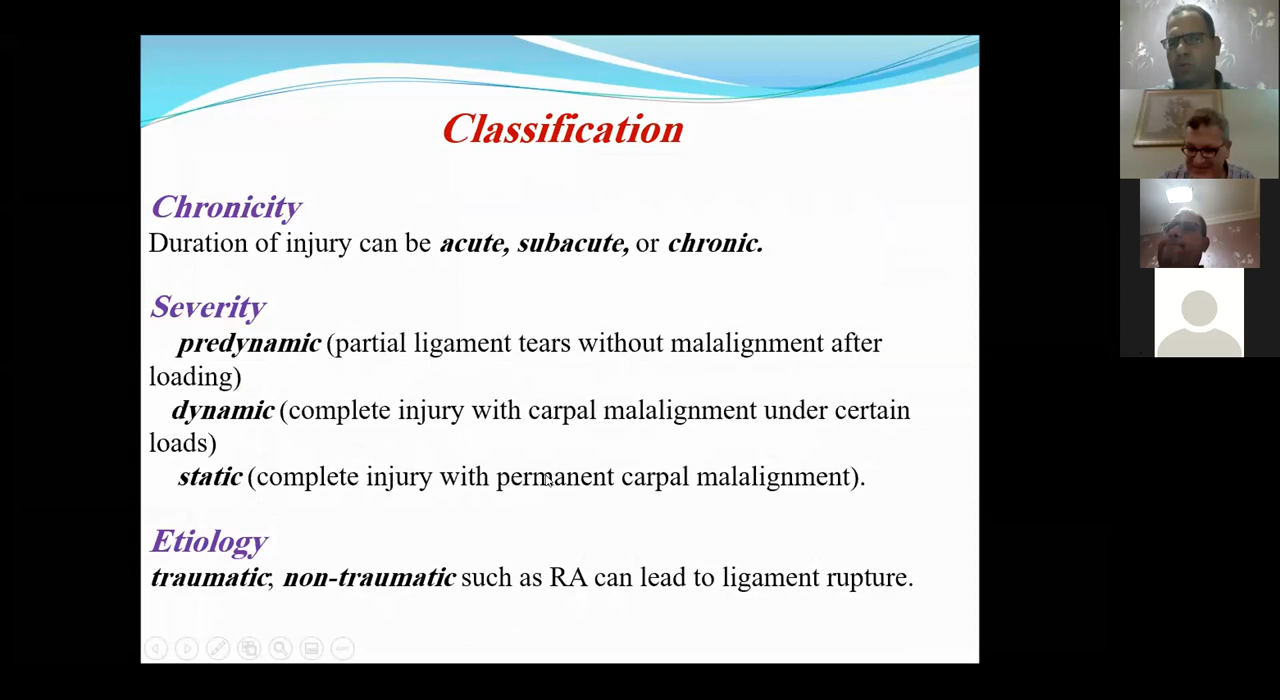 Classification
Chronicity
Duration of injury can be acute, subacute, or chronic.
Severity
predynamic (partial ligament tears without malalignment after
loading)
dynamic (complete injury with carpal malalignment under certain
loads)
static (complete injury with permanent carpal malalignment).
Etiology
traumatic, non-traumatic such as RA can lead to ligament rupture.